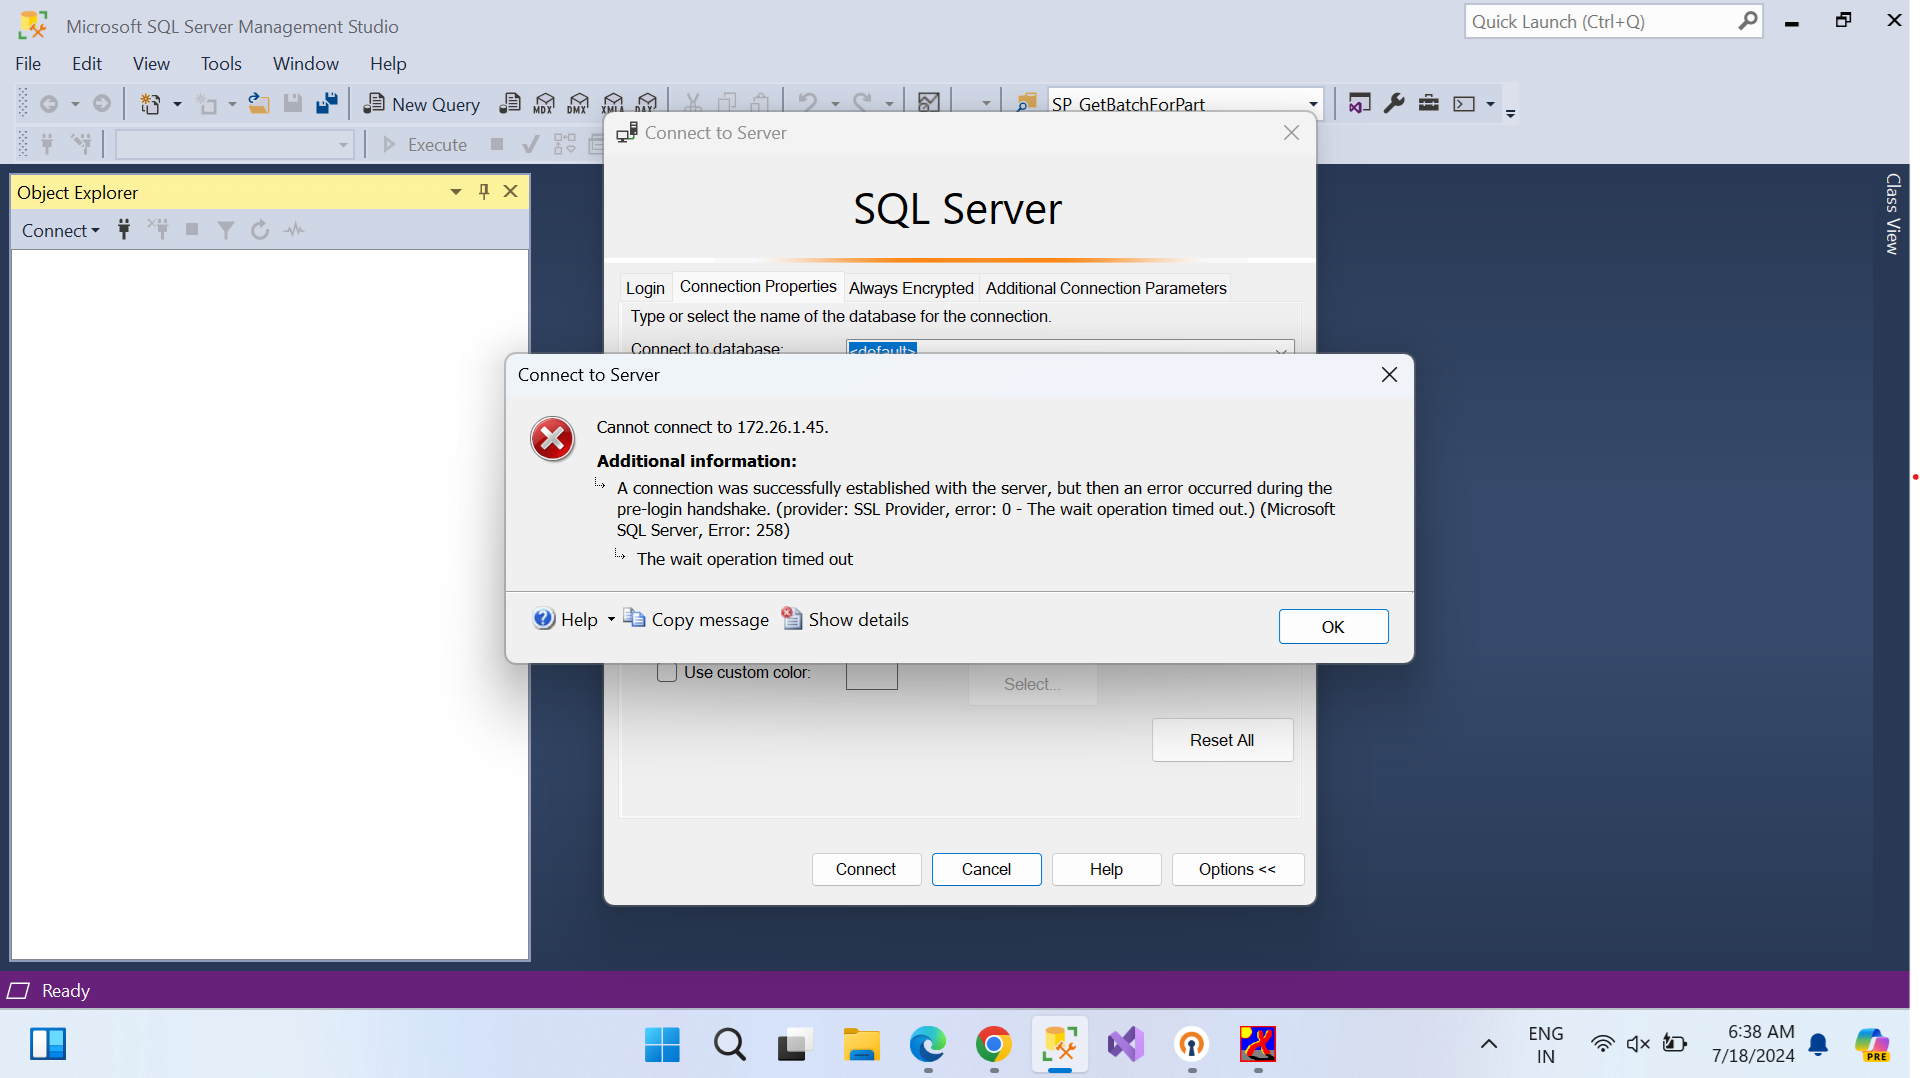 Microsoft SQL Server Management Studio
Quick Launch (Ctrl+Q)
File Edit View Tools Window Help
New Query MDX DMX XMLA DAX SP_GetBatchForPart
Execute
Object Explorer
Connect
Class View
Connect to Server
SQL Server
Login Connection Properties Always Encrypted Additional Connection Parameters
Type or select the name of the database for the connection.
Connect to database: <default>
Connect to Server
Cannot connect to 172.26.1.45.
Additional information:
A connection was successfully established with the server, but then an error occurred during the
pre-login handshake. (provider: SSL Provider, error: 0 - The wait operation timed out.) (Microsoft
SQL Server, Error: 258)
The wait operation timed out
Help Copy message Show details
OK
Use custom color: Select...
Reset All
Connect Cancel Help Options <<
Ready
ENG
IN
6:38 AM
7/18/2024
PRE